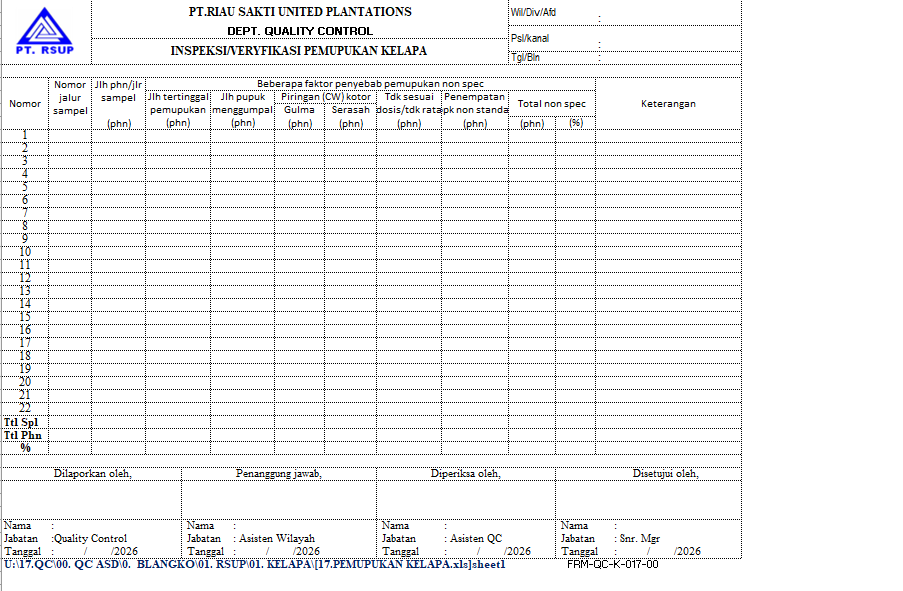 PT. RSUP
PT.RIAU SAKTI UNITED PLANTATIONS
DEPT. QUALITY CONTROL
INSPEKSI/VERYFIKASI PEMUPUKAN KELAPA
Wil/Div/Afd :
Psl/kanal :
Tgl/Bln :
Nomor
Nomor jalur sampel
Jlh phn/jlr sampel (phn)
Beberapa faktor penyebab pemupukan non spec
Jlh tertinggal pemupukan (phn)
Jlh pupuk menggumpal (phn)
Piringan (CW) kotor
Gulma (phn)
Serasah (phn)
Tdk sesuai dosis/tdk rata (phn)
Penempatan pk non standa (phn)
Total non spec
(phn) (%)
Keterangan
1
2
3
4
5
6
7
8
9
10
11
12
13
14
15
16
17
18
19
20
21
22
Ttl Spl
Ttl Phn
%
Dilaporkan oleh, Penanggung jawab, Diperiksa oleh, Disetujui oleh,
Nama : Nama : Nama : Nama :
Jabatan :Quality Control Jabatan : Asisten Wilayah Jabatan : Asisten QC Jabatan : Snr. Mgr
Tanggal : / /2026 Tanggal : / /2026 Tanggal : / /2026 Tanggal : / /2026
U:\17.QC\00. QC ASD\0. BLANGKO\01. RSUP\01. KELAPA\[17.PEMUPUKAN KELAPA.xls]sheet1 FRM-QC-K-017-00